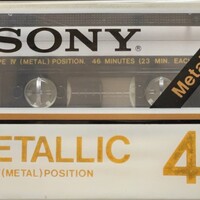 SONY
PE IV (METAL) POSITION. 46 MINUTES (23 MIN. EAC
Meta
ETALLIC 4
(METAL) POSITION